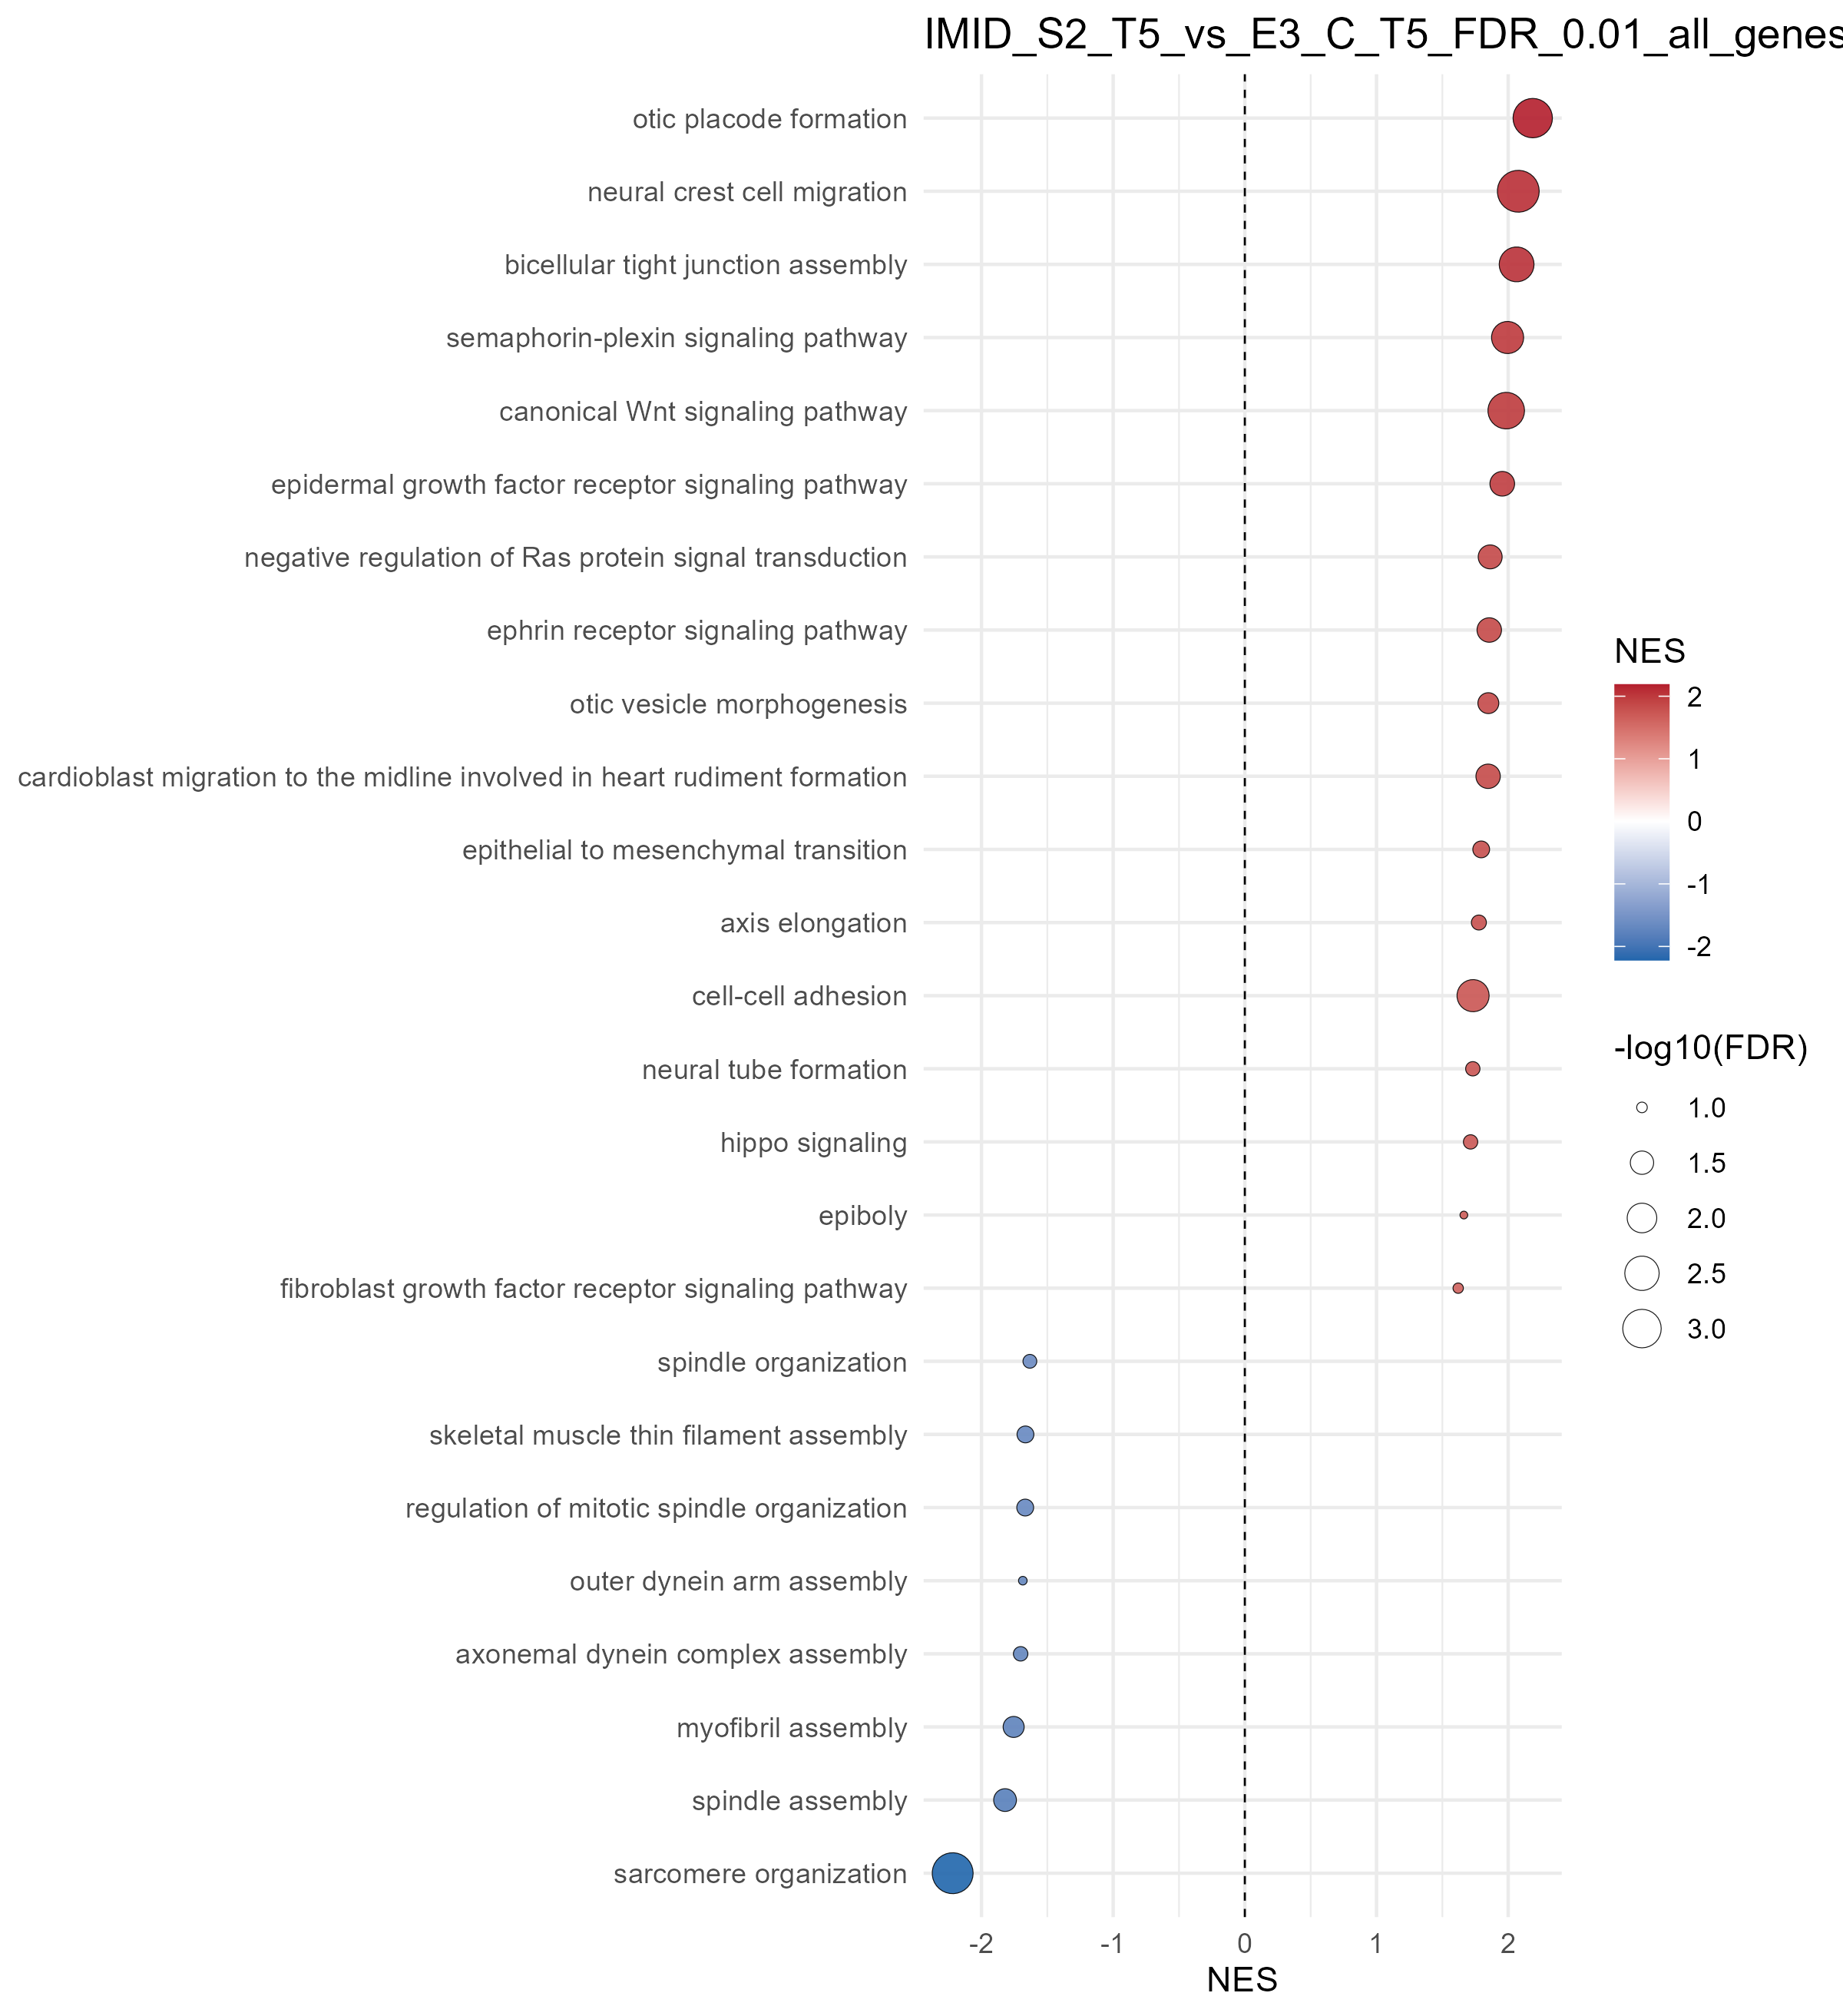 IMID_S2_T5_vs_E3_C_T5_FDR_0.01_all_genes
otic placode formation
neural crest cell migration
bicellular tight junction assembly
semaphorin-plexin signaling pathway
canonical Wnt signaling pathway
epidermal growth factor receptor signaling pathway
negative regulation of Ras protein signal transduction
ephrin receptor signaling pathway
otic vesicle morphogenesis
cardioblast migration to the midline involved in heart rudiment formation
epithelial to mesenchymal transition
axis elongation
cell-cell adhesion
neural tube formation
hippo signaling
epiboly
fibroblast growth factor receptor signaling pathway
spindle organization
skeletal muscle thin filament assembly
regulation of mitotic spindle organization
outer dynein arm assembly
axonemal dynein complex assembly
myofibril assembly
spindle assembly
sarcomere organization
-2 -1 0 1 2
NES
NES
2
1
0
-1
-2
-log10(FDR)
1.0
1.5
2.0
2.5
3.0